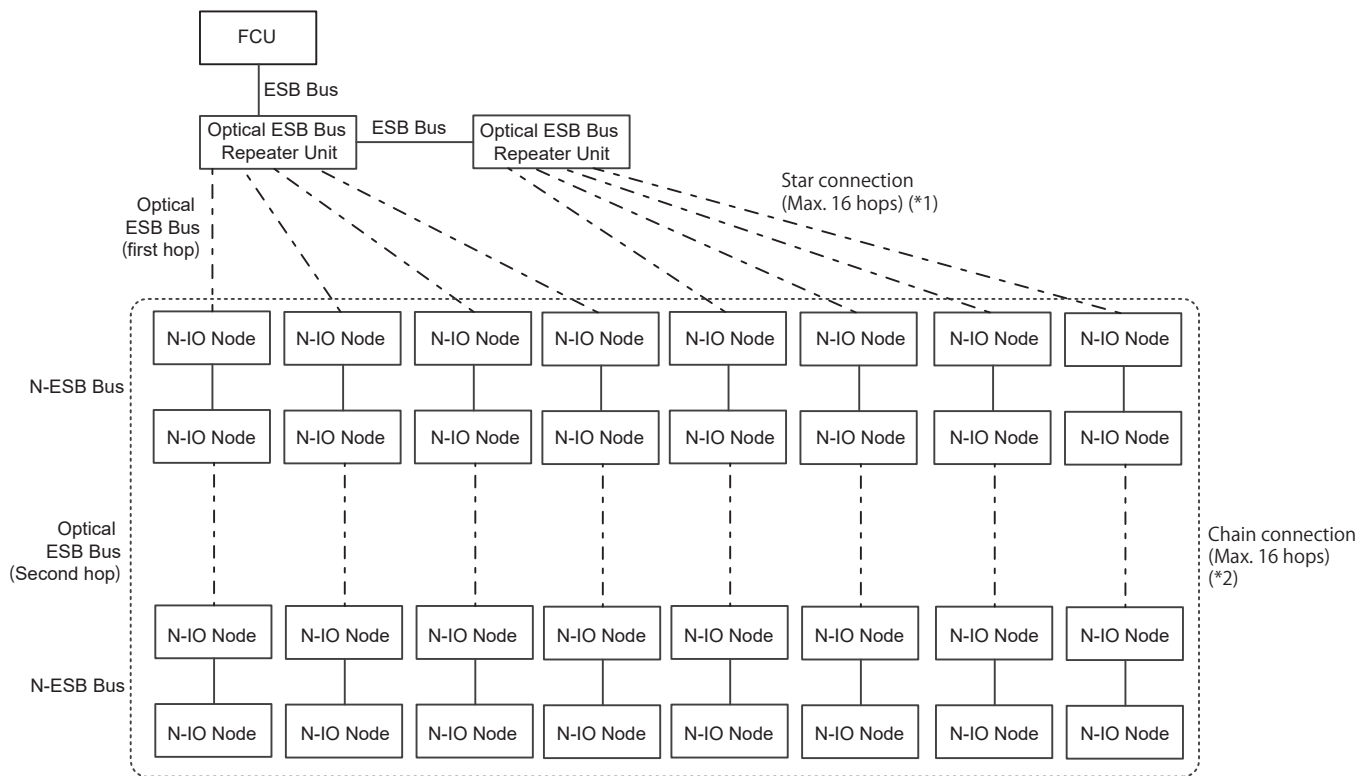 FCU
ESB Bus
Optical ESB Bus
Repeater Unit
ESB Bus
Optical ESB Bus
Repeater Unit
Star connection
(Max. 16 hops) (*1)
Optical
ESB Bus
(first hop)
N-IO Node
N-IO Node
N-IO Node
N-IO Node
N-IO Node
N-IO Node
N-IO Node
N-IO Node
N-ESB Bus
N-IO Node
N-IO Node
N-IO Node
N-IO Node
N-IO Node
N-IO Node
N-IO Node
N-IO Node
Optical
ESB Bus
(Second hop)
Chain connection
(Max. 16 hops)
(*2)
N-IO Node
N-IO Node
N-IO Node
N-IO Node
N-IO Node
N-IO Node
N-IO Node
N-IO Node
N-ESB Bus
N-IO Node
N-IO Node
N-IO Node
N-IO Node
N-IO Node
N-IO Node
N-IO Node
N-IO Node